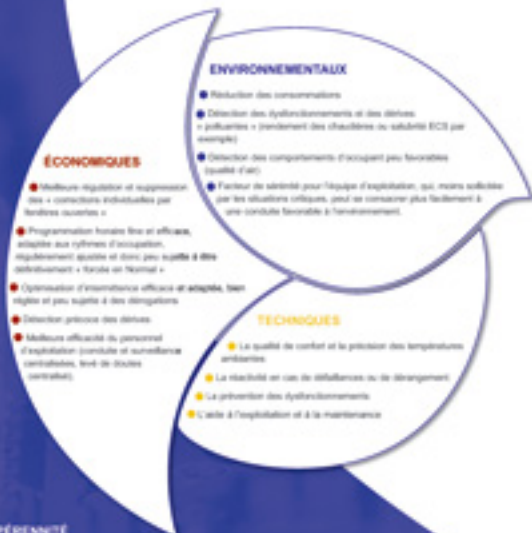 ENVIRONNEMENTAUX
Réduction des consommations
Détection des dysfonctionnements et des dérives
« polluantes » (rendement des chaudières ou salubrité ECS par
exemple)
Détection des comportements d'occupant peu favorables
(qualité d'air)
Facteur de sérénité pour l'équipe d'exploitation, qui, moins sollicitée
par les situations critiques, peut se consacrer plus facilement à
une conduite favorable à l'environnement.
ÉCONOMIQUES
Meilleure régulation et suppression
des « corrections individuelles par
fenêtres ouvertes »
Programmation horaire fine et efficace,
adaptée aux rythmes d'occupation,
régulièrement ajustée et donc peu sujette à être
définitivement « forcée en Normal »
Optimisation d'intermittence efficace et adaptée, bien
réglée et peu sujette à des dérogations
Détection précoce des dérives
Meilleure efficacité du personnel
d'exploitation (conduite et surveillance
centralisées, levé de doutes
centralisé).
TECHNIQUES
La qualité de confort et la précision des températures
ambiantes
La réactivité en cas de défaillances ou de dérangement
La prévention des dysfonctionnements
L'aide à l'exploitation et à la maintenance
PÉRENNITÉ